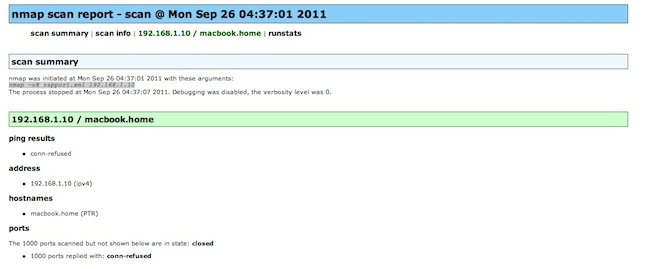 nmap scan report - scan @ Mon Sep 26 04:37:01 2011
scan summary | scan info | 192.168.1.10 / macbook.home | runstats
scan summary
nmap was initiated at Mon Sep 26 04:37:01 2011 with these arguments:
nmap -oX rapport.xml 192.168.1.10
The process stopped at Mon Sep 26 04:37:07 2011. Debugging was disabled, the verbosity level was 0.
192.168.1.10 / macbook.home
ping results
conn-refused
address
192.168.1.10 (ipv4)
hostnames
macbook.home (PTR)
ports
The 1000 ports scanned but not shown below are in state: closed
1000 ports replied with: conn-refused